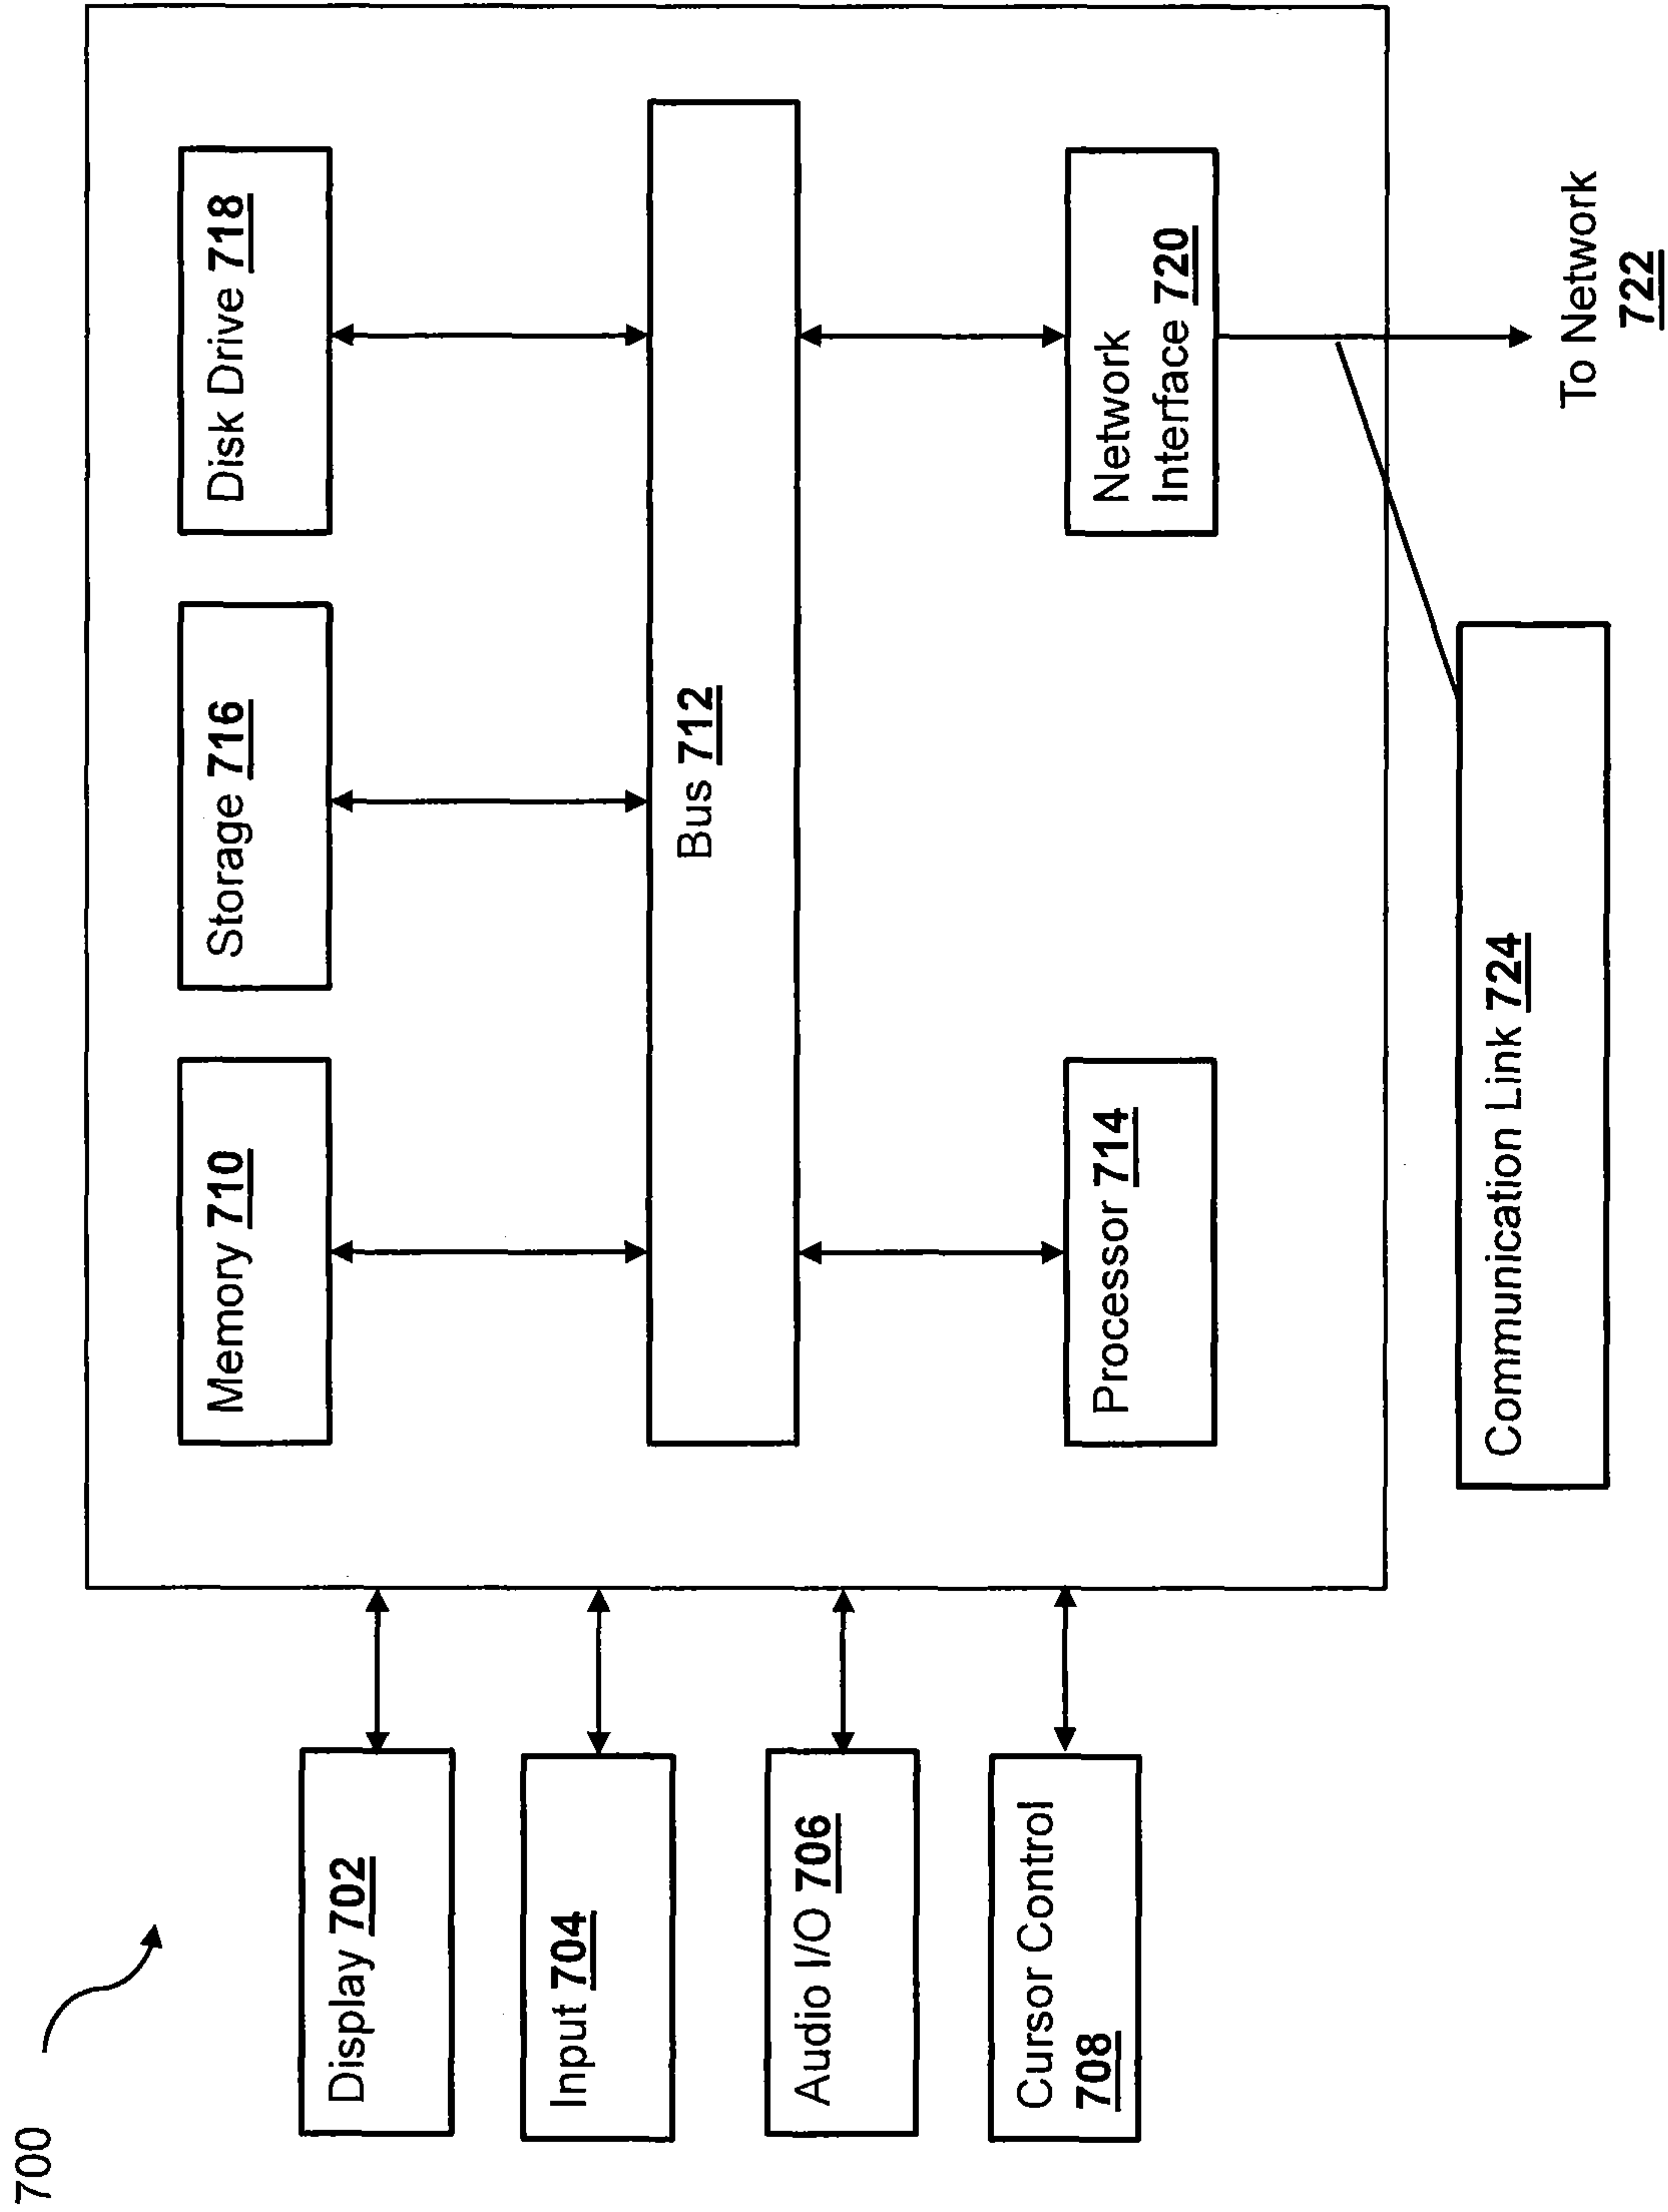 700
Display 702
Input 704
Audio I/O 706
Cursor Control
708
Memory 710
Storage 716
Disk Drive 718
Bus 712
Processor 714
Network
Interface 720
Communication Link 724
To Network
722